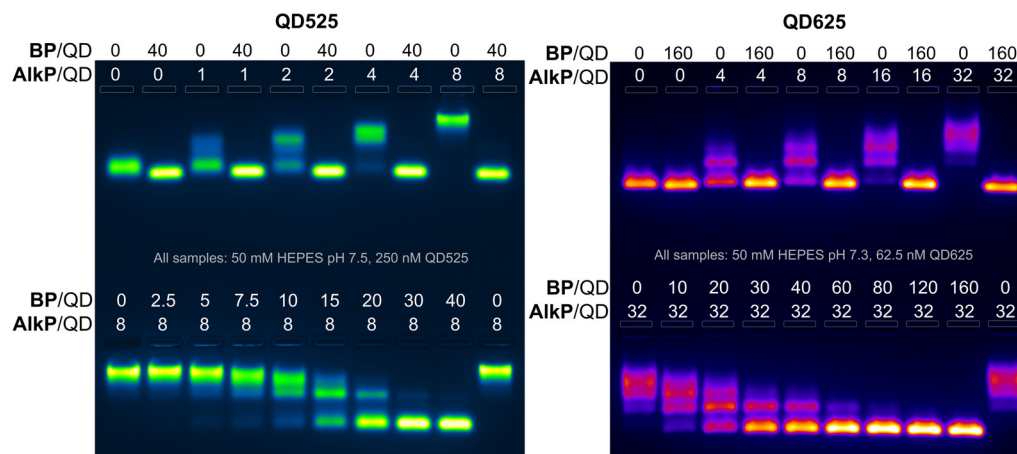 QD525
BP/QD 0 40 0 40 0 40 0 40 0 40
AlkP/QD 0 0 1 1 2 2 4 4 8 8
All samples: 50 mM HEPES pH 7.5, 250 nM QD525
BP/QD 0 2.5 5 7.5 10 15 20 30 40 0
AlkP/QD 8 8 8 8 8 8 8 8 8 8
QD625
BP/QD 0 160 0 160 0 160 0 160 0 160
AlkP/QD 0 0 4 4 8 8 16 16 32 32
All samples: 50 mM HEPES pH 7.3, 62.5 nM QD625
BP/QD 0 10 20 30 40 60 80 120 160 0
AlkP/QD 32 32 32 32 32 32 32 32 32 32